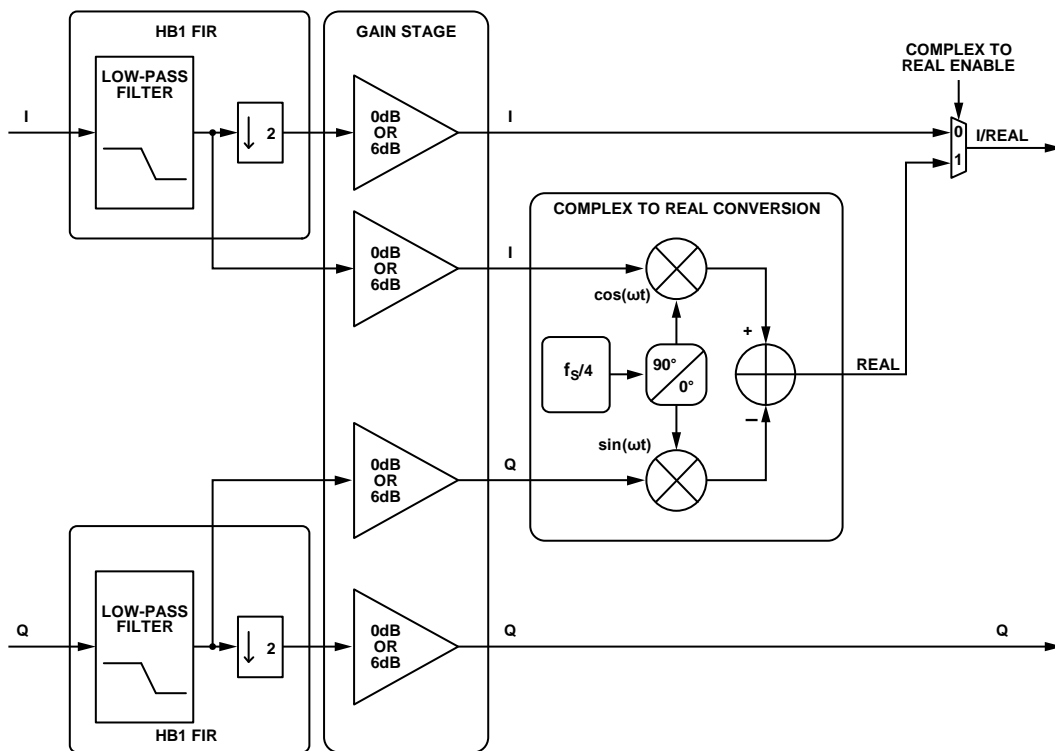 HB1 FIR
GAIN STAGE
LOW-PASS
FILTER
COMPLEX TO
REAL ENABLE
I
2
0dB
OR
6dB
I
0
1
I/REAL
COMPLEX TO REAL CONVERSION
0dB
OR
6dB
I
cos(ωt)
+
REAL
fS/4
90°
0°
–
sin(ωt)
0dB
OR
6dB
Q
LOW-PASS
FILTER
Q
2
0dB
OR
6dB
Q
Q
HB1 FIR